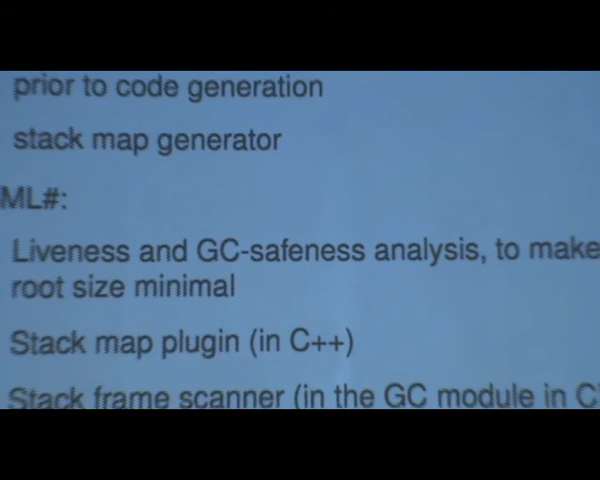 prior to code generation
stack map generator
ML#:
Liveness and GC-safeness analysis, to make
root size minimal
Stack map plugin (in C++)
Stack frame scanner (in the GC module in C